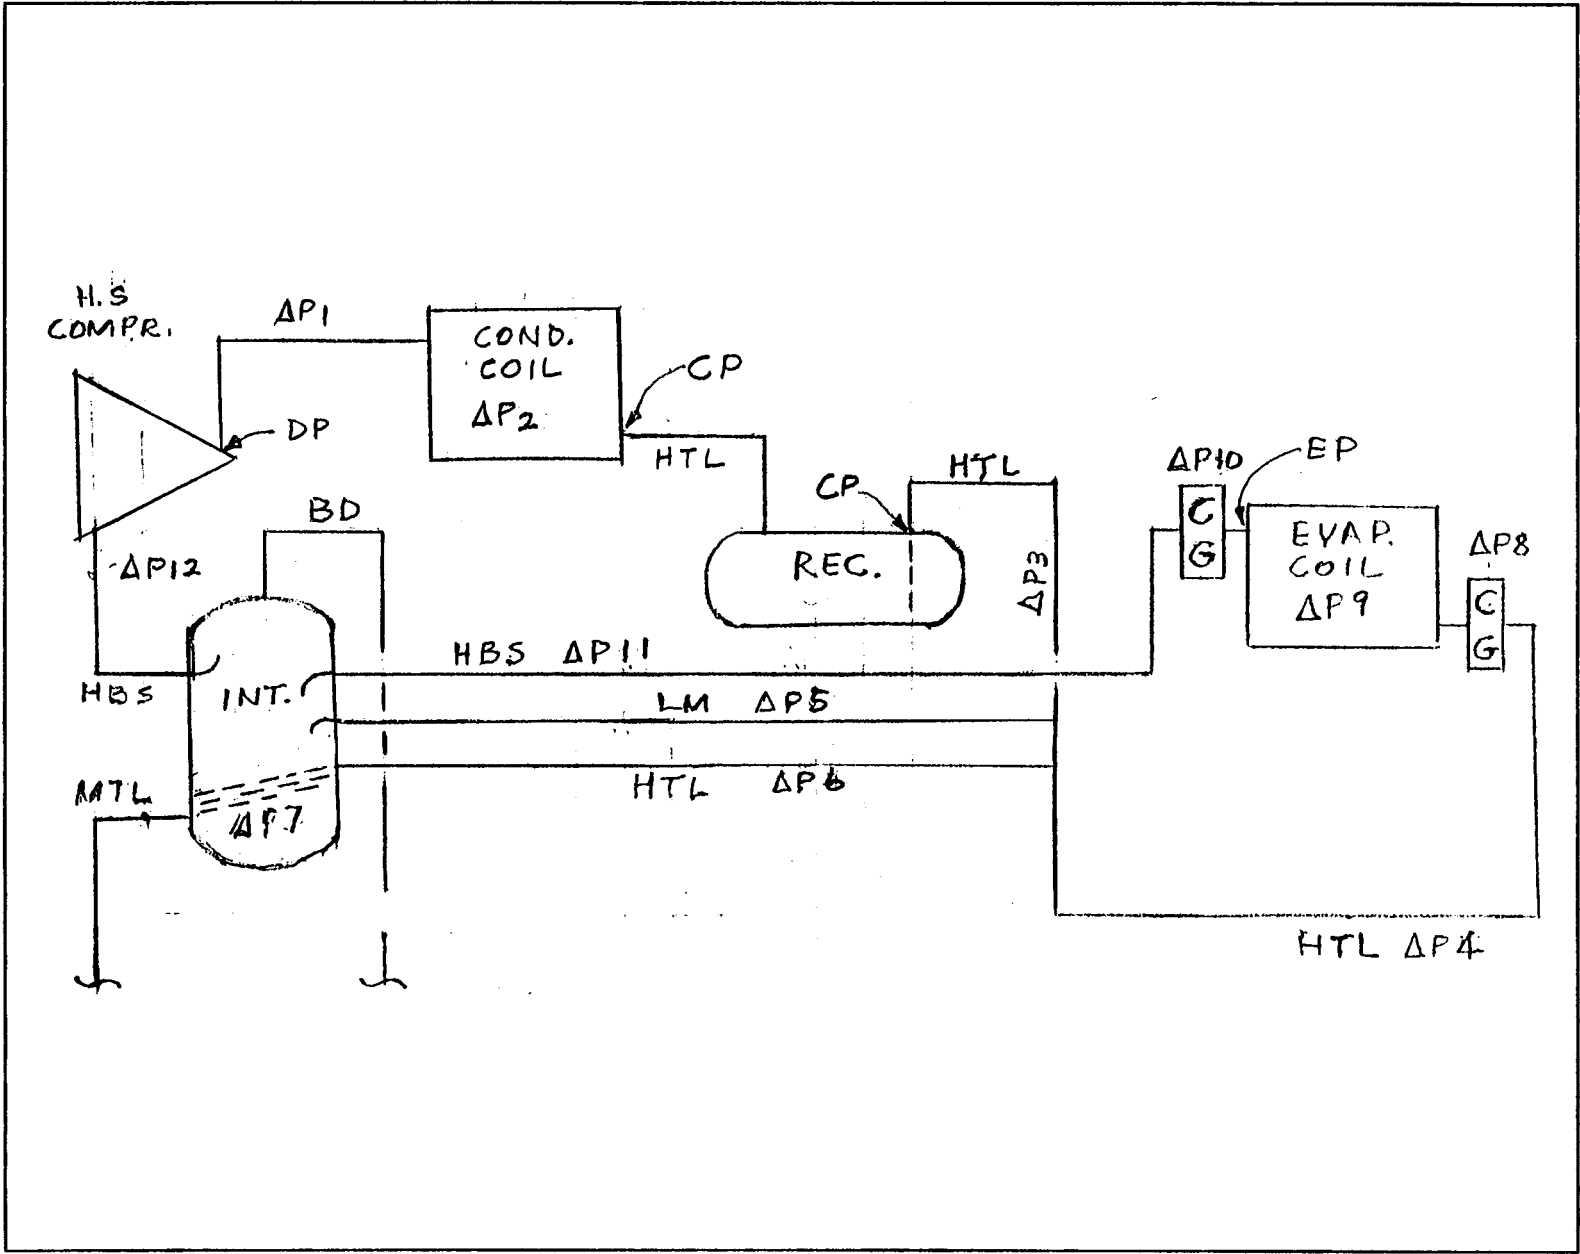 H.S
COMPR.
ΔP1
COND.
COIL
ΔP2
CP
DP
HTL
HTL
CP
BD
ΔP12
REC.
ΔP3
ΔP10
EP
C
G
EVAP.
COIL
ΔP9
ΔP8
C
G
HBS ΔP11
HBS
INT.
LM ΔP5
HTL ΔP6
MTL
ΔP7
HTL ΔP4